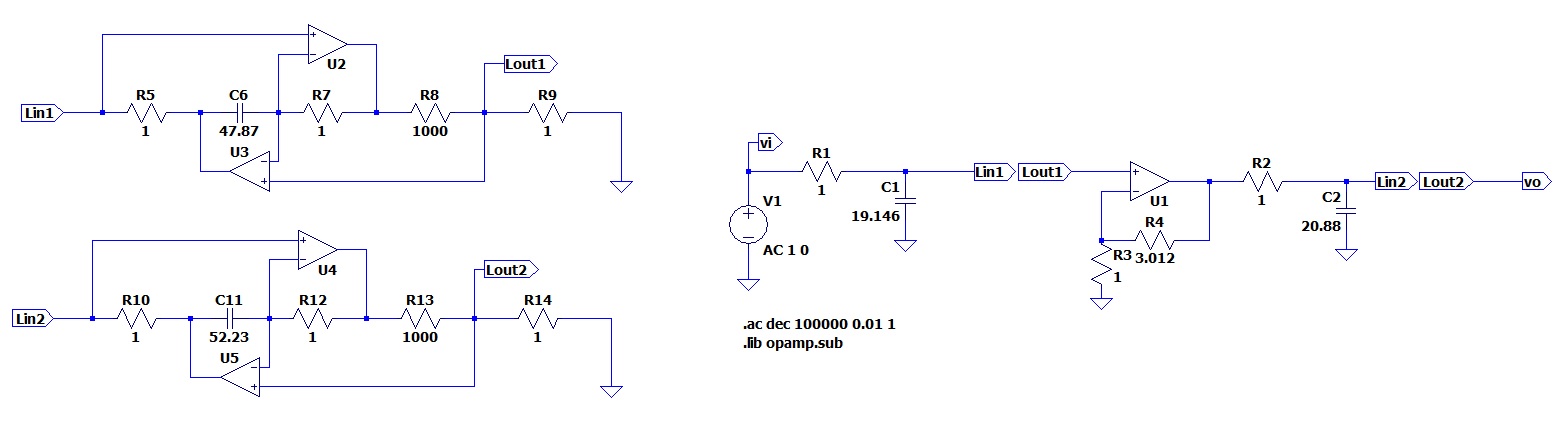 U2
Lin1
R5
1
C6
47.87
R7
1
R8
1000
Lout1
R9
1
U3
U4
Lin2
R10
1
C11
52.23
R12
1
R13
1000
Lout2
R14
1
U5
vi
V1
AC 1 0
R1
1
C1
19.146
Lin1
Lout1
U1
R4
3.012
R3
1
R2
1
C2
20.88
Lin2
Lout2
vo
.ac dec 100000 0.01 1
.lib opamp.sub